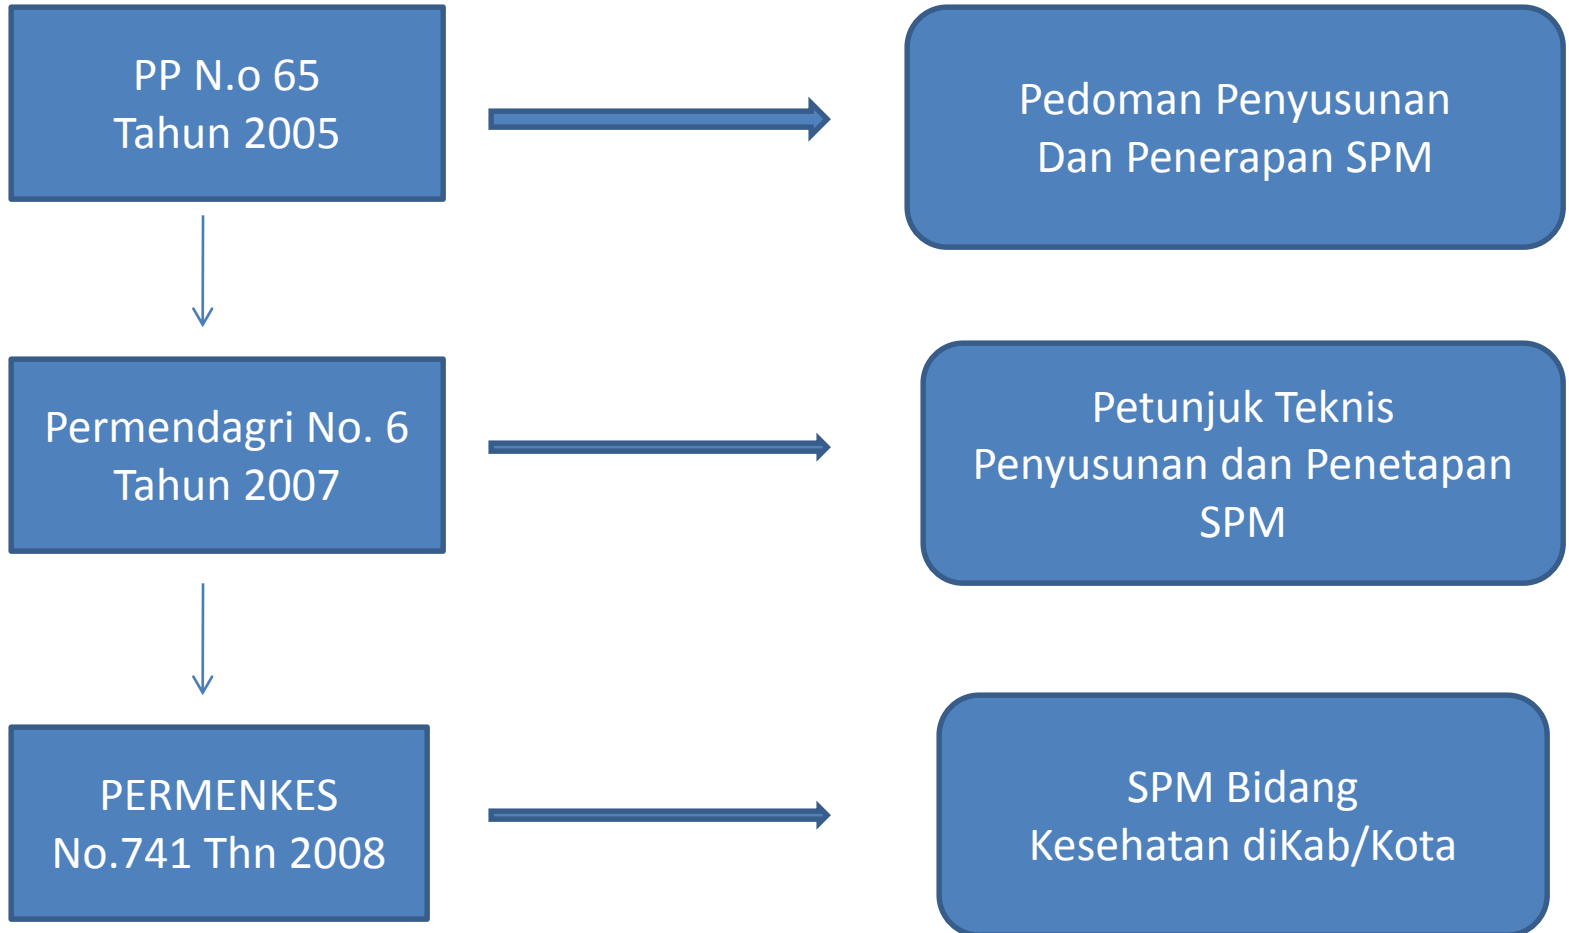 PP N.o 65
Tahun 2005
Pedoman Penyusunan
Dan Penerapan SPM
Permendagri No. 6
Tahun 2007
Petunjuk Teknis
Penyusunan dan Penetapan
SPM
PERMENKES
No.741 Thn 2008
SPM Bidang
Kesehatan diKab/Kota